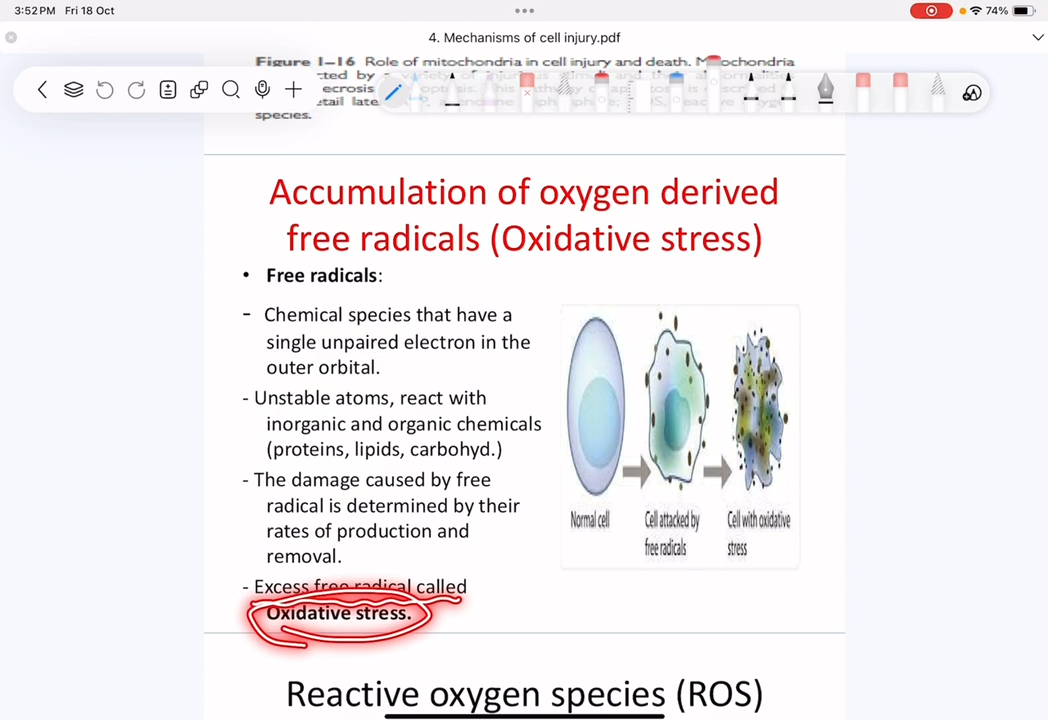 3:52 PM Fri 18 Oct
74%
4. Mechanisms of cell injury.pdf
Figure 1–16 Role of mitochondria in cell injury and death. Mitochondria
species.
Accumulation of oxygen derived
free radicals (Oxidative stress)
• Free radicals:
- Chemical species that have a
single unpaired electron in the
outer orbital.
- Unstable atoms, react with
inorganic and organic chemicals
(proteins, lipids, carbohyd.)
- The damage caused by free
radical is determined by their
rates of production and
removal.
- Excess free radical called
Oxidative stress.
Normal cell
Cell attacked by
free radicals
Cell with oxidative
stress
Reactive oxygen species (ROS)